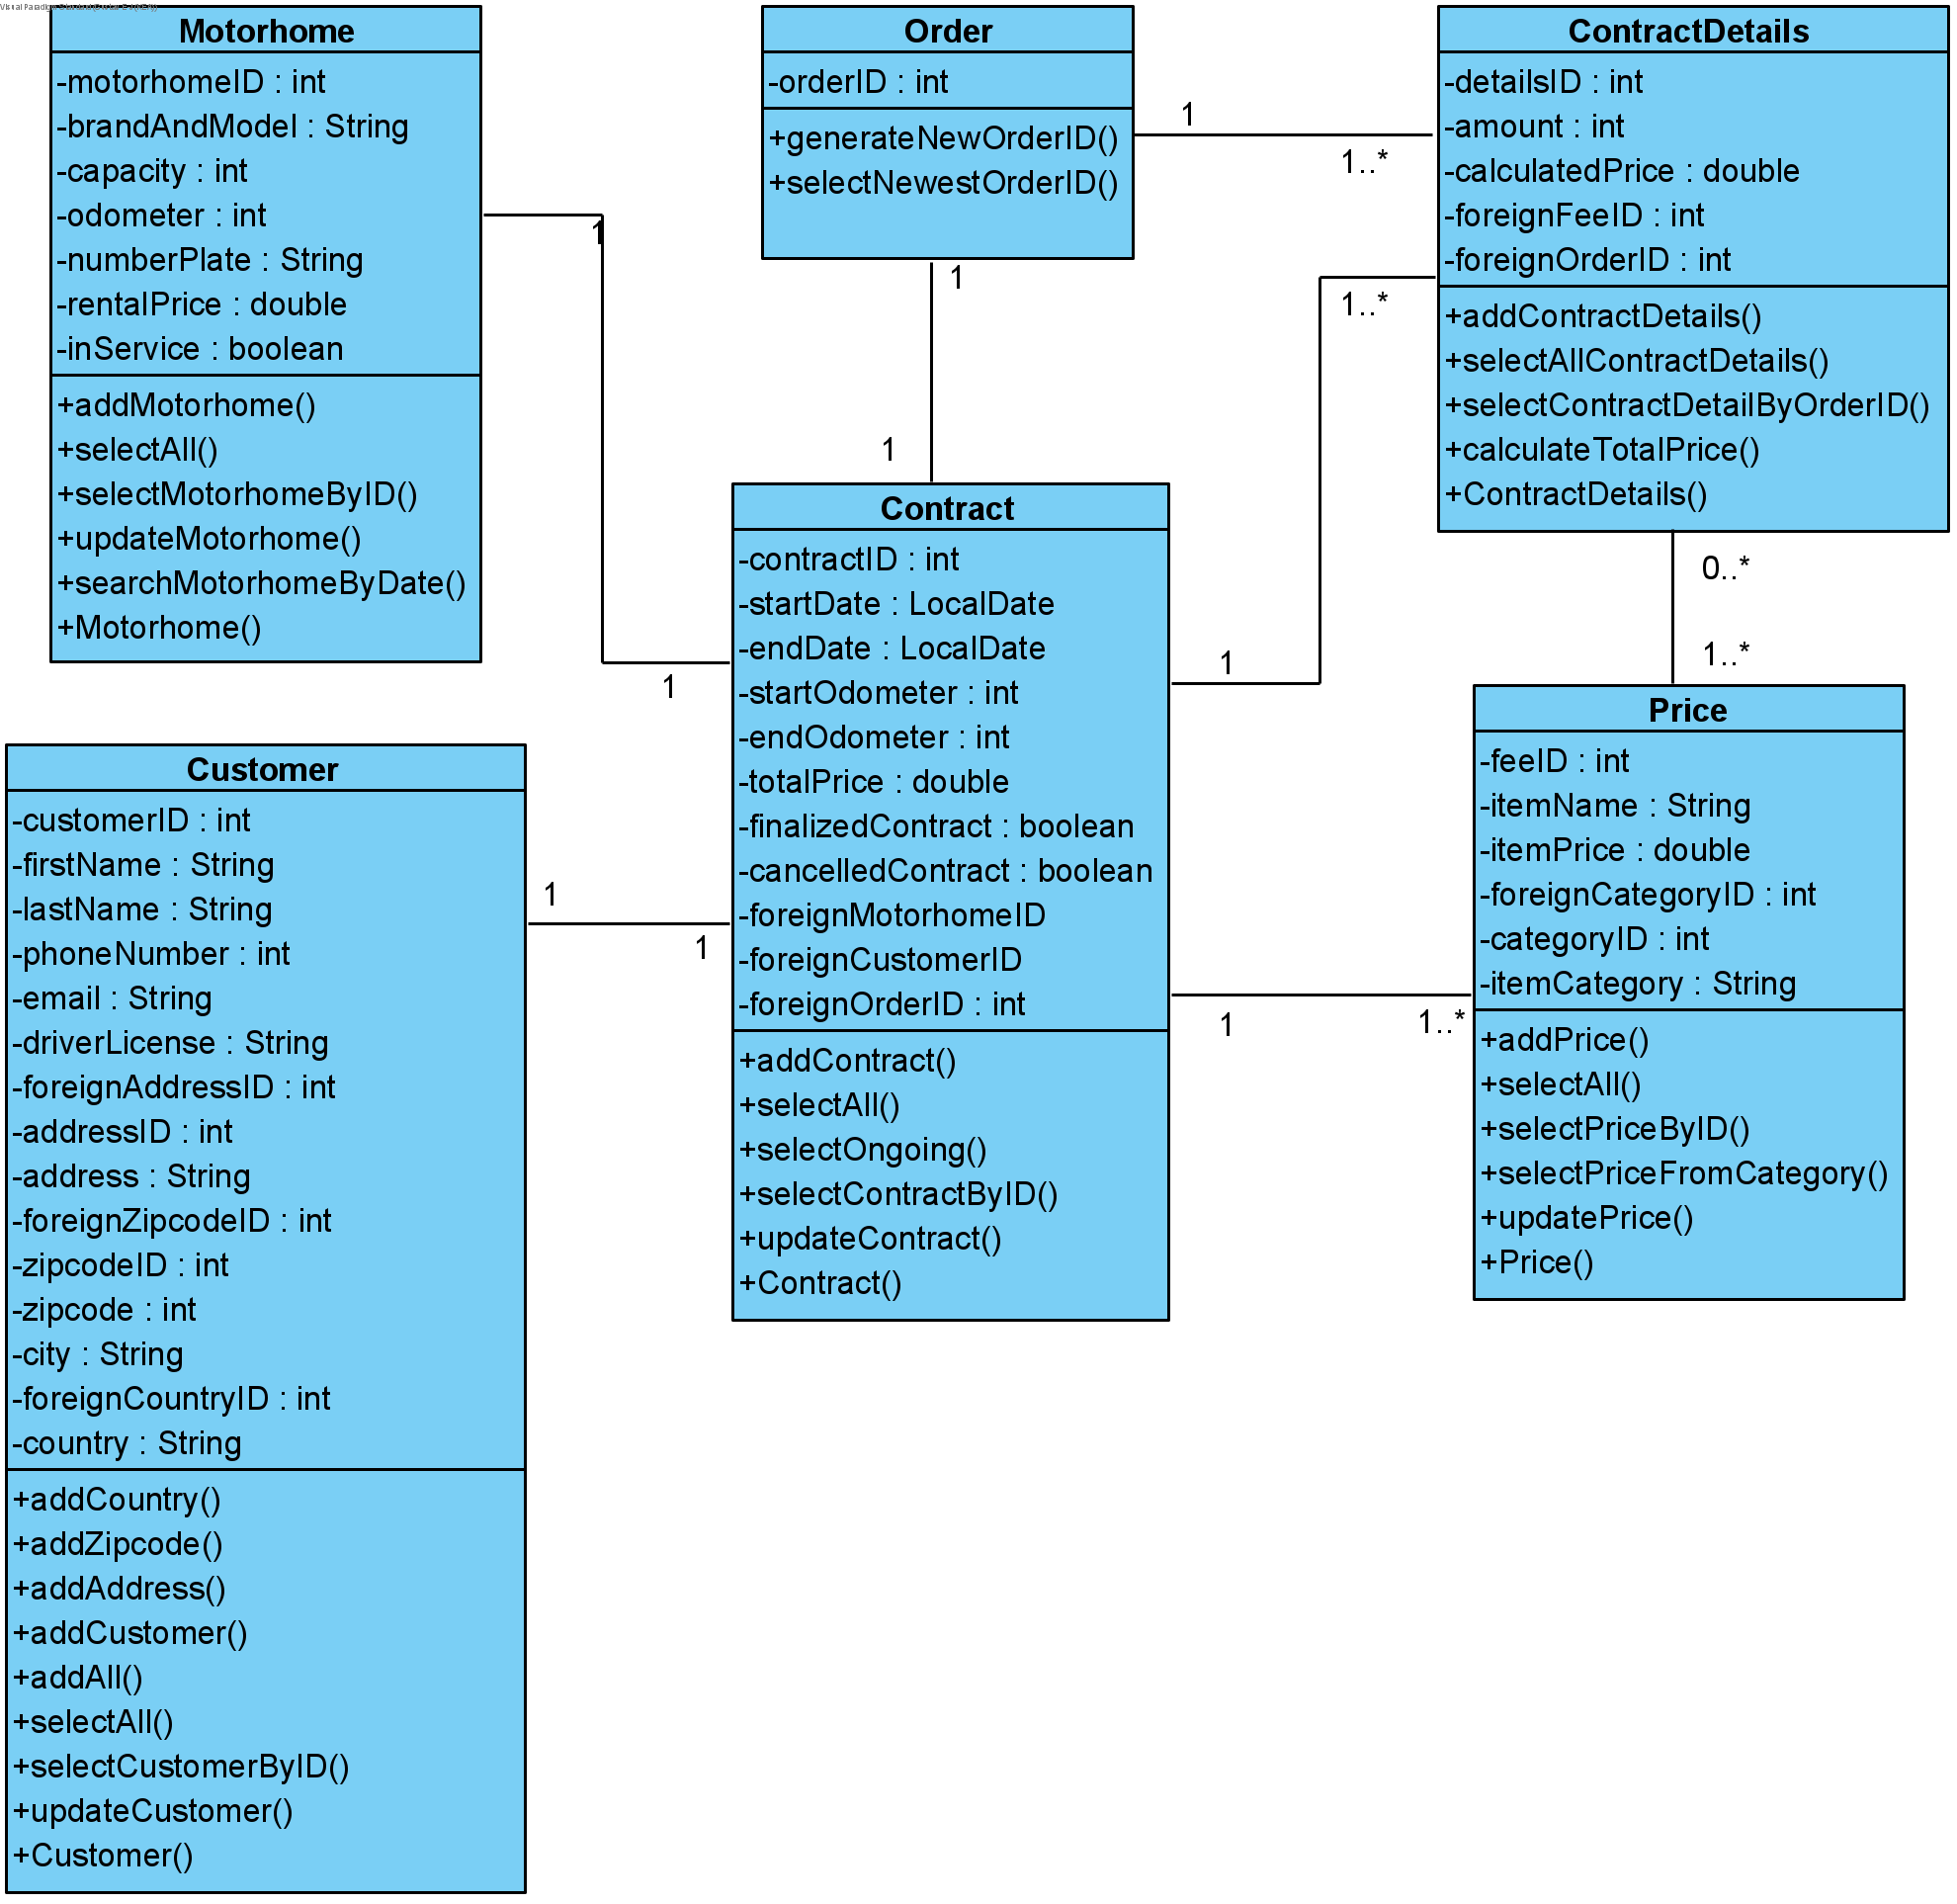 Motorhome
-motorhomeID : int
-brandAndModel : String
-capacity : int
-odometer : int
-numberPlate : String
-rentalPrice : double
-inService : boolean
+addMotorhome()
+selectAll()
+selectMotorhomeByID()
+updateMotorhome()
+searchMotorhomeByDate()
+Motorhome()
1
1
Order
-orderID : int
+generateNewOrderID()
+selectNewestOrderID()
1
1..*
1
1
ContractDetails
-detailsID : int
-amount : int
-calculatedPrice : double
-foreignFeeID : int
-foreignOrderID : int
+addContractDetails()
+selectAllContractDetails()
+selectContractDetailByOrderID()
+calculateTotalPrice()
+ContractDetails()
1..*
1
0..*
1..*
Customer
-customerID : int
-firstName : String
-lastName : String
-phoneNumber : int
-email : String
-driverLicense : String
-foreignAddressID : int
-addressID : int
-address : String
-foreignZipcodeID : int
-zipcodeID : int
-zipcode : int
-city : String
-foreignCountryID : int
-country : String
+addCountry()
+addZipcode()
+addAddress()
+addCustomer()
+addAll()
+selectAll()
+selectCustomerByID()
+updateCustomer()
+Customer()
1
1
Contract
-contractID : int
-startDate : LocalDate
-endDate : LocalDate
-startOdometer : int
-endOdometer : int
-totalPrice : double
-finalizedContract : boolean
-cancelledContract : boolean
-foreignMotorhomeID
-foreignCustomerID
-foreignOrderID : int
+addContract()
+selectAll()
+selectOngoing()
+selectContractByID()
+updateContract()
+Contract()
1
1..*
Price
-feeID : int
-itemName : String
-itemPrice : double
-foreignCategoryID : int
-categoryID : int
-itemCategory : String
+addPrice()
+selectAll()
+selectPriceByID()
+selectPriceFromCategory()
+updatePrice()
+Price()